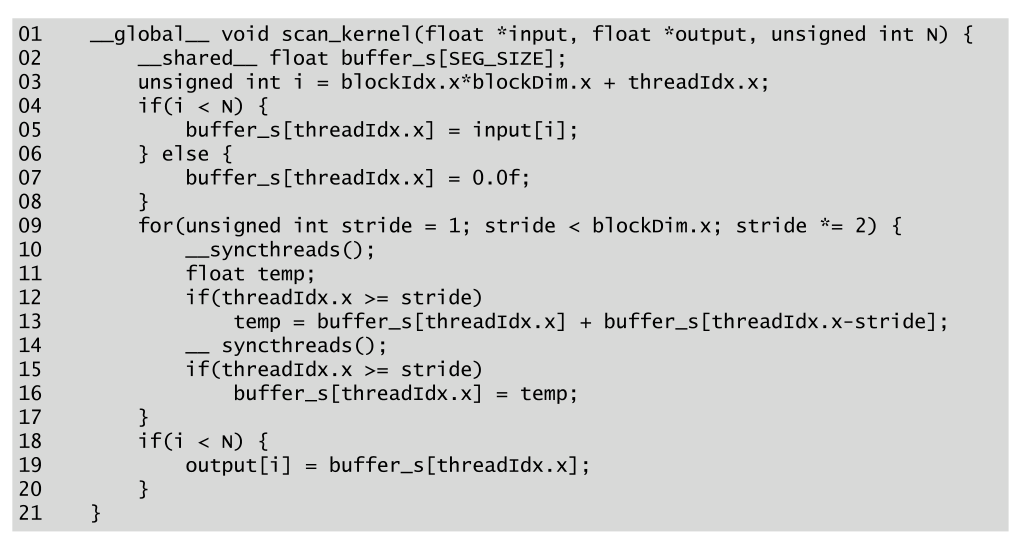 01    __global__ void scan_kernel(float *input, float *output, unsigned int N) {
02        __shared__ float buffer_s[SEG_SIZE];
03        unsigned int i = blockIdx.x*blockDim.x + threadIdx.x;
04        if(i < N) {
05            buffer_s[threadIdx.x] = input[i];
06        } else {
07            buffer_s[threadIdx.x] = 0.0f;
08        }
09        for(unsigned int stride = 1; stride < blockDim.x; stride *= 2) {
10            __syncthreads();
11            float temp;
12            if(threadIdx.x >= stride)
13                temp = buffer_s[threadIdx.x] + buffer_s[threadIdx.x-stride];
14            __ syncthreads();
15            if(threadIdx.x >= stride)
16                buffer_s[threadIdx.x] = temp;
17        }
18        if(i < N) {
19            output[i] = buffer_s[threadIdx.x];
20        }
21    }